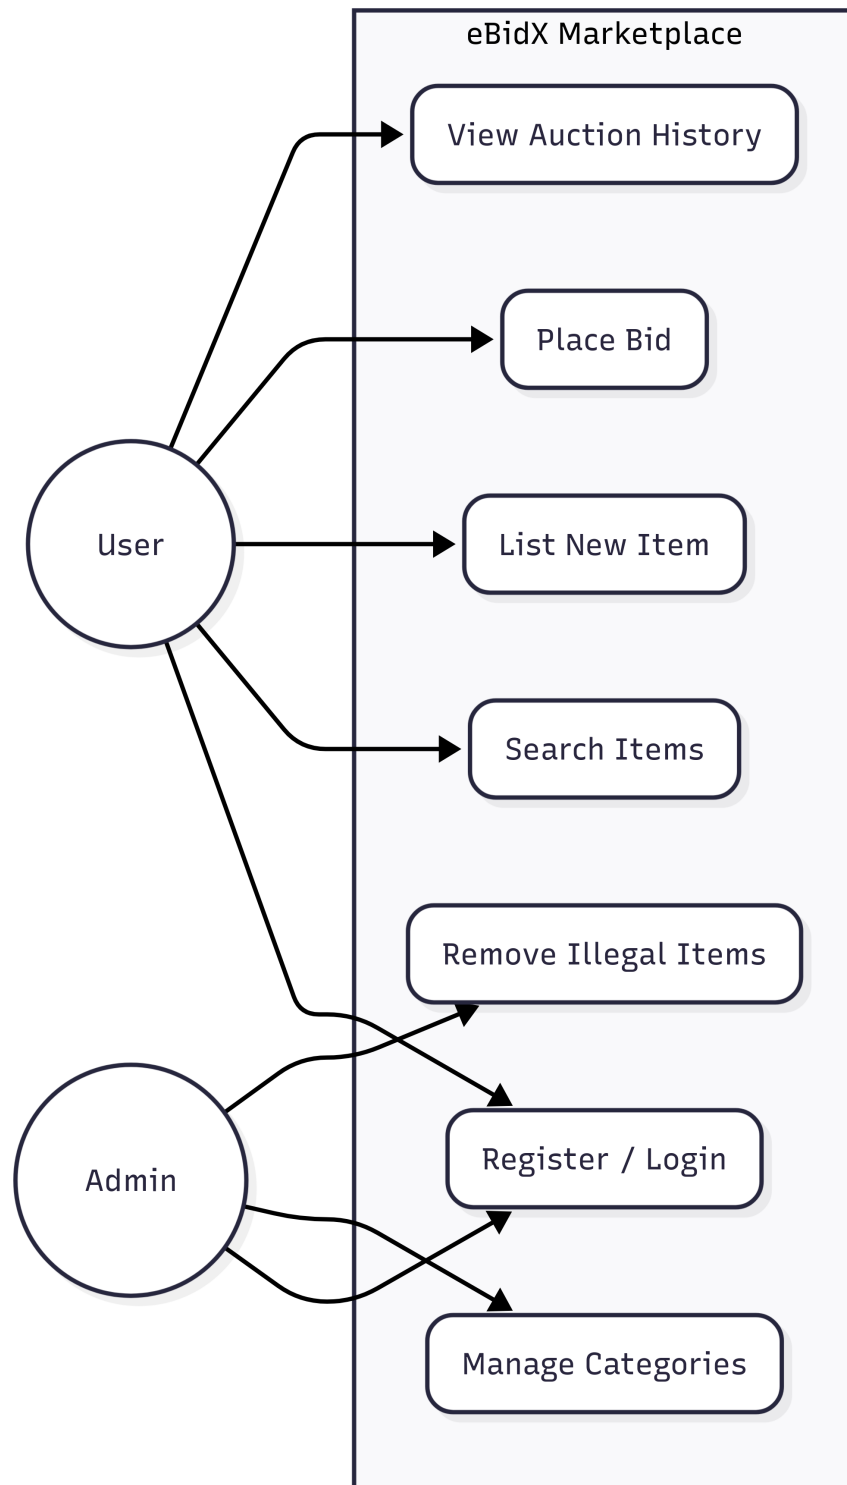 eBidX Marketplace
View Auction History
Place Bid
User
List New Item
Search Items
Remove Illegal Items
Register / Login
Admin
Manage Categories